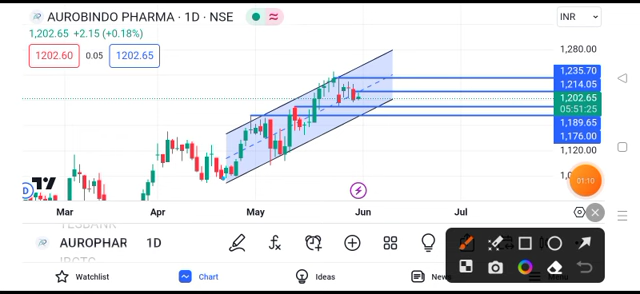 AUROBINDO PHARMA · 1D · NSE
INR
1,202.65 +2.15 (+0.18%)
1202.60 0.05 1202.65
1,280.00
1,235.70
1,214.05
1,202.65
05:51:25
1,189.65
1,176.00
1,120.00
01:10
Mar Apr May Jun Jul
AUROPHAR 1D
Watchlist Chart Ideas News